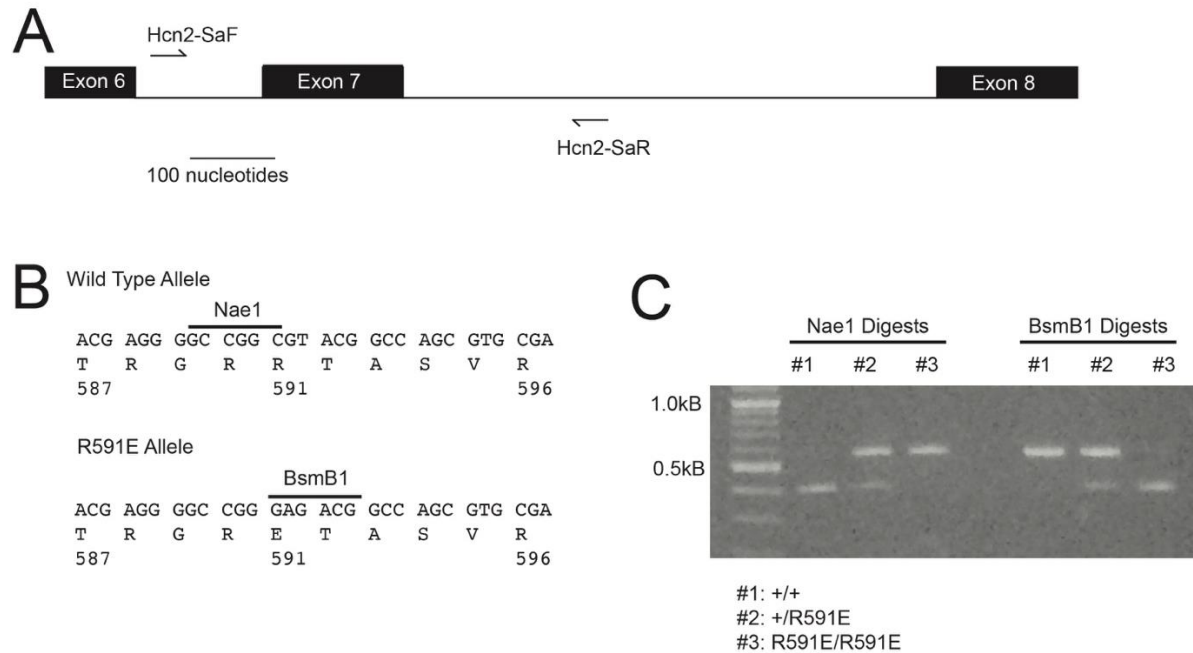 A
Hcn2-SaF
Exon 6 Exon 7 Exon 8
Hcn2-SaR
100 nucleotides
B
Wild Type Allele
Nae1
ACG AGG GGC CGG CGT ACG GCC AGC GTG CGA
T R G R R T A S V R
587 591 596
R591E Allele
BsmB1
ACG AGG GGC CGG GAG ACG GCC AGC GTG CGA
T R G R E T A S V R
587 591 596
C
Nae1 Digests BsmB1 Digests
#1 #2 #3 #1 #2 #3
1.0kB
0.5kB
#1: +/+
#2: +/R591E
#3: R591E/R591E